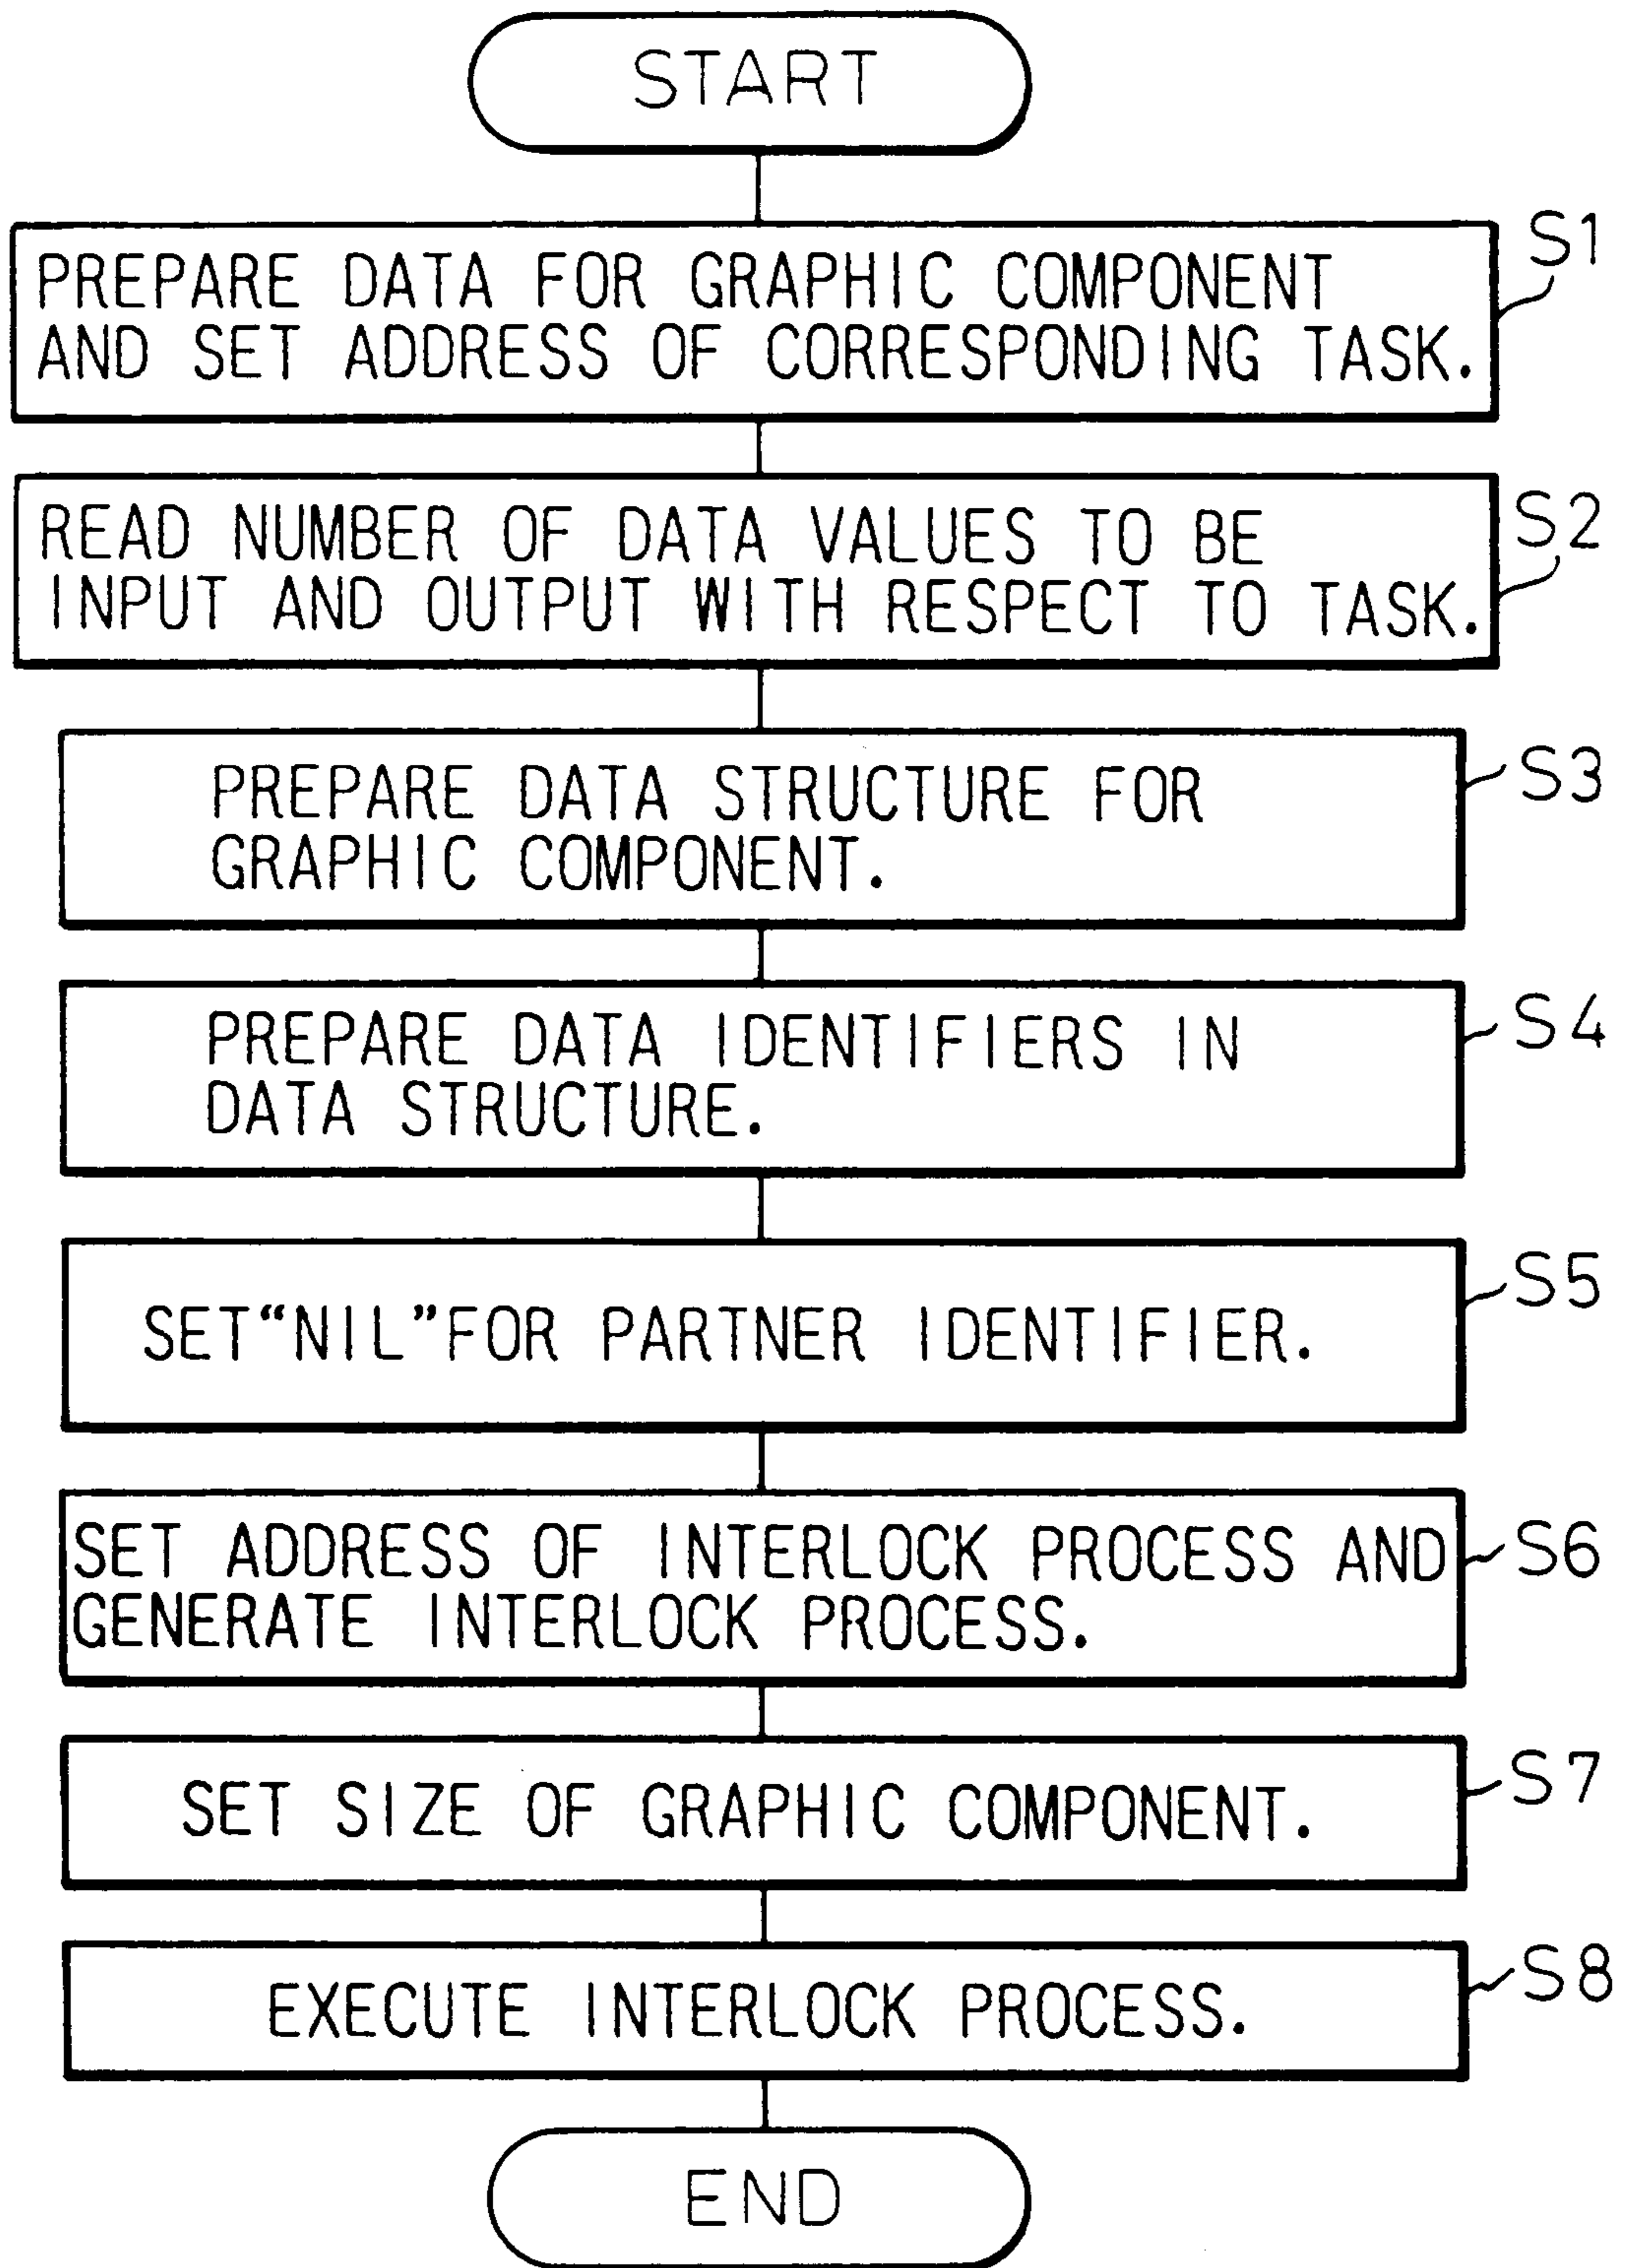 START
S1
PREPARE DATA FOR GRAPHIC COMPONENT
AND SET ADDRESS OF CORRESPONDING TASK.
S2
READ NUMBER OF DATA VALUES TO BE
INPUT AND OUTPUT WITH RESPECT TO TASK.
S3
PREPARE DATA STRUCTURE FOR
GRAPHIC COMPONENT.
S4
PREPARE DATA IDENTIFIERS IN
DATA STRUCTURE.
S5
SET“NIL”FOR PARTNER IDENTIFIER.
S6
SET ADDRESS OF INTERLOCK PROCESS AND
GENERATE INTERLOCK PROCESS.
S7
SET SIZE OF GRAPHIC COMPONENT.
S8
EXECUTE INTERLOCK PROCESS.
END